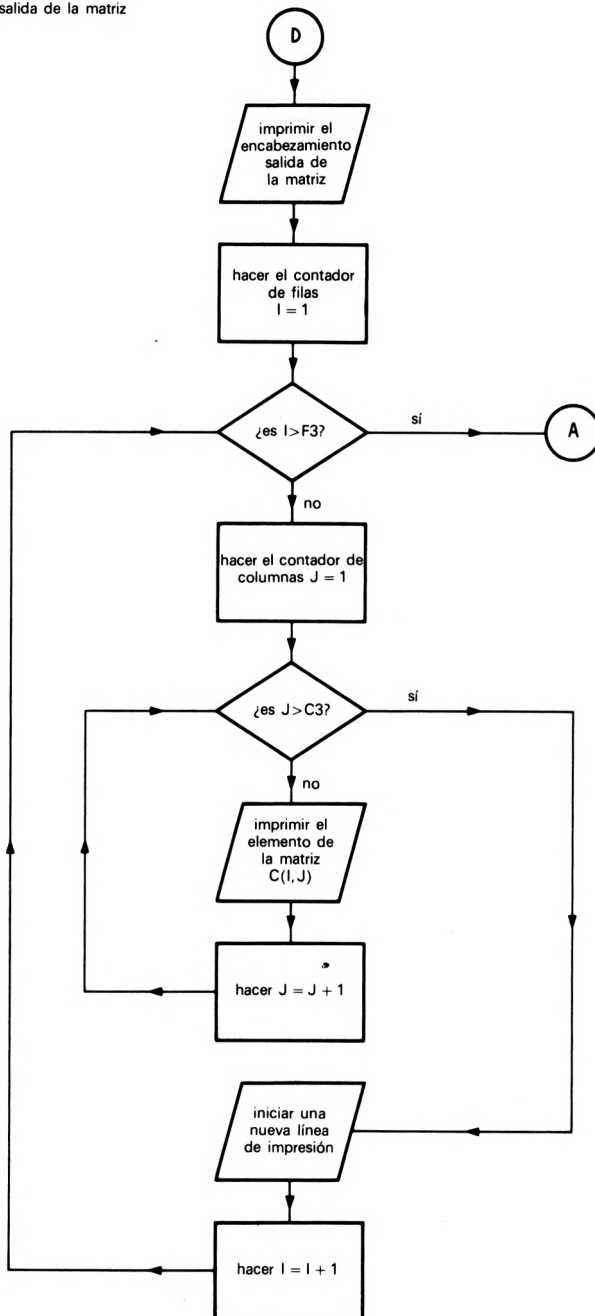 salida de la matriz
D
imprimir el
encabezamiento
salida de
la matriz
hacer el contador
de filas
I = 1
¿es I>F3?
sí
A
no
hacer el contador de
columnas J = 1
¿es J>C3?
sí
no
imprimir el
elemento de
la matriz
C(I,J)
hacer J = J + 1
iniciar una
nueva línea
de impresión
hacer I = I + 1